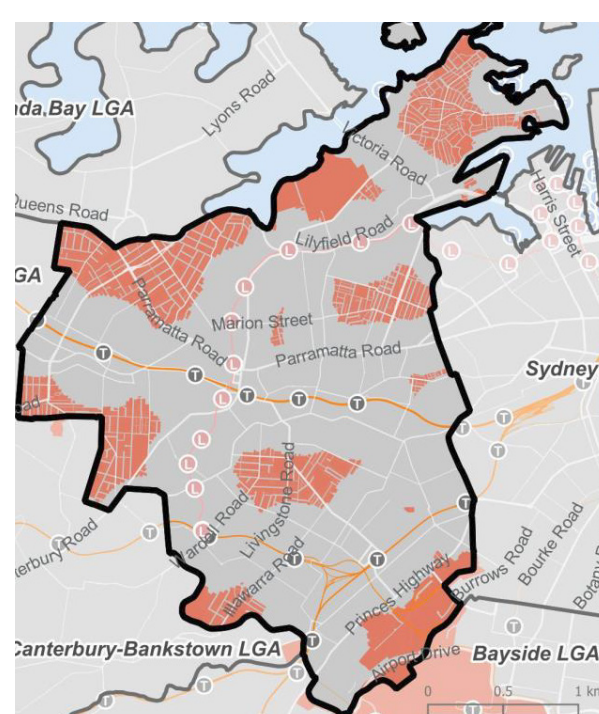 Lyons Road
nada Bay LGA
Victoria Road
Queens Road
Harris Street
Lilyfield Road
GA
Parramatta Road
Marion Street
Parramatta Road
Sydney
T
L
oad
Livingstone Road
Wardell Road
terbury Road
Illawarra Road
Princes Highway
Burrows Road
Bourke Road
Botany
Canterbury-Bankstown LGA
Airport Drive
Bayside LGA
0 0.5 1 km